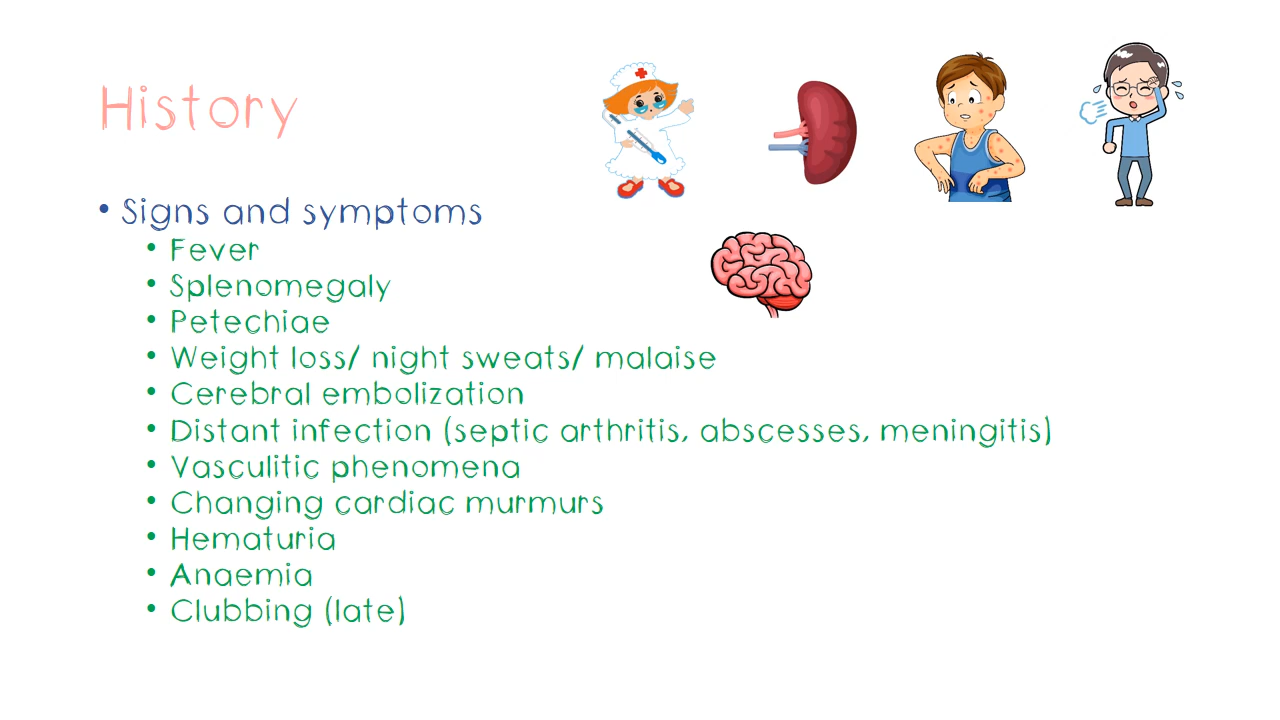 History
• Signs and symptoms
• Fever
• Splenomegaly
• Petechiae
• Weight loss/ night sweats/ malaise
• Cerebral embolization
• Distant infection (septic arthritis, abscesses, meningitis)
• Vasculitic phenomena
• Changing cardiac murmurs
• Hematuria
• Anaemia
• Clubbing (late)